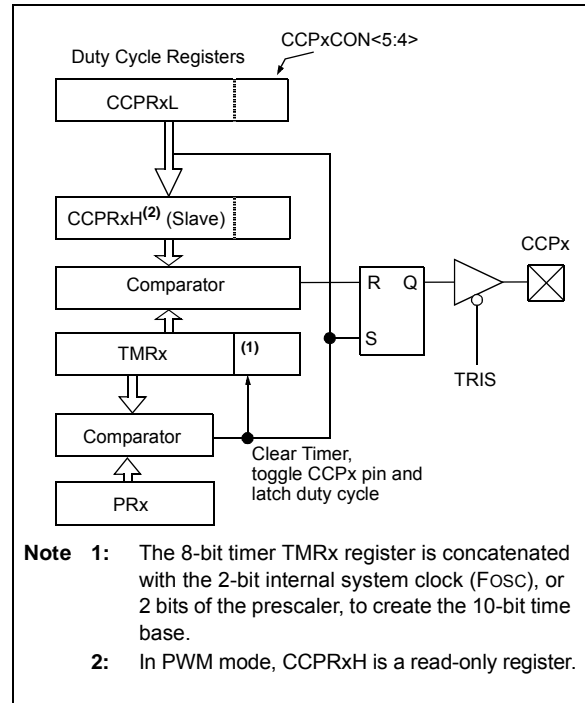 CCPxCON<5:4>
Duty Cycle Registers
CCPRxL
CCPRxH(2) (Slave)
CCPx
Comparator
R Q
S
TMRx (1)
TRIS
Comparator
Clear Timer,
toggle CCPx pin and
latch duty cycle
PRx
Note 1: The 8-bit timer TMRx register is concatenated
with the 2-bit internal system clock (FOSC), or
2 bits of the prescaler, to create the 10-bit time
base.
2: In PWM mode, CCPRxH is a read-only register.